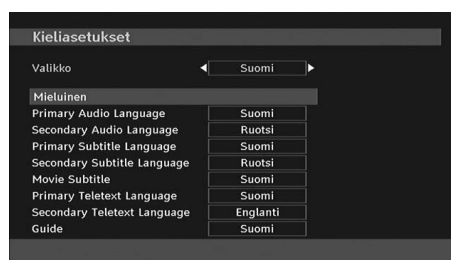 Kieliasetukset
Valikko Suomi
Mieluinen
Primary Audio Language Suomi
Secondary Audio Language Ruotsi
Primary Subtitle Language Suomi
Secondary Subtitle Language Ruotsi
Movie Subtitle Suomi
Primary Teletext Language Suomi
Secondary Teletext Language Englanti
Guide Suomi